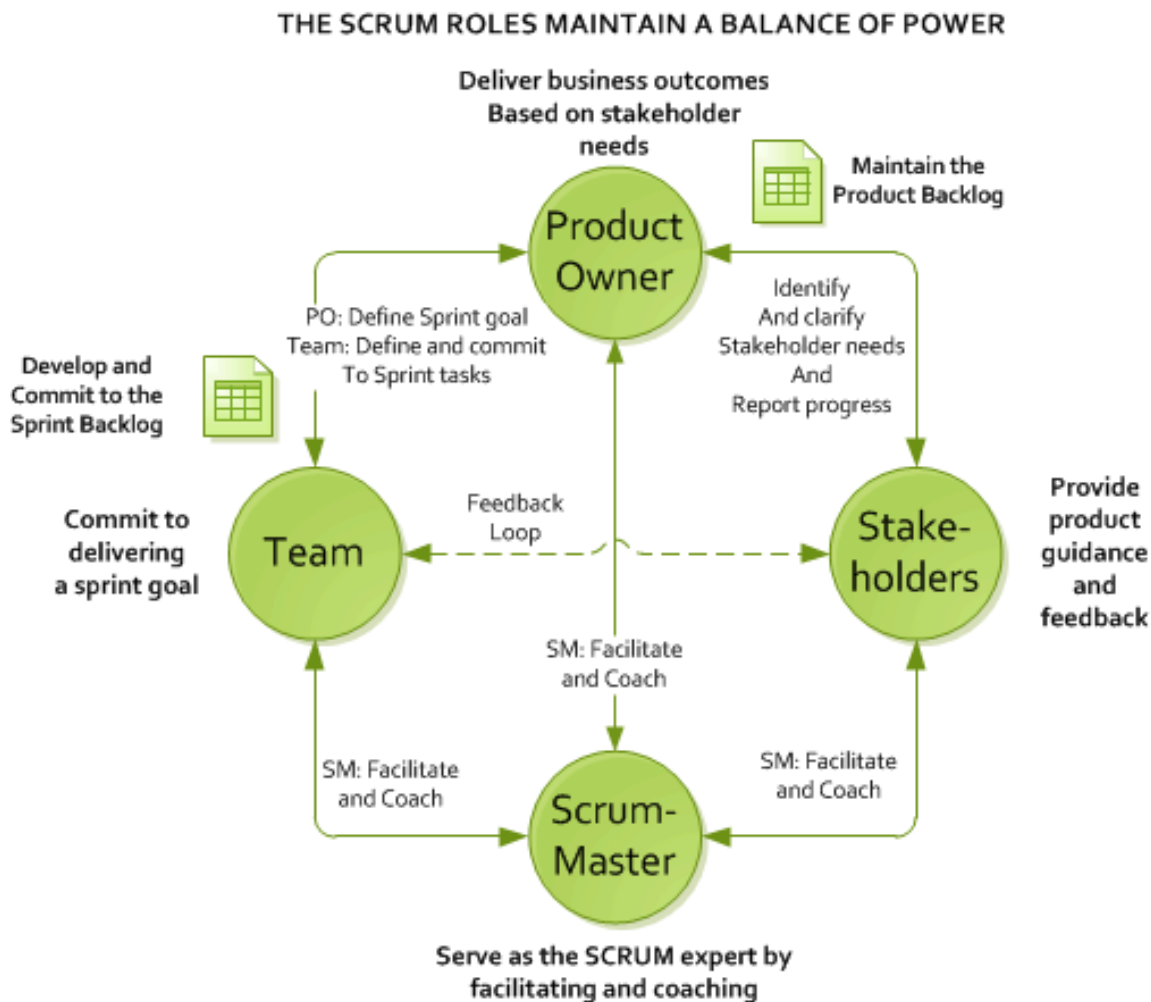 THE SCRUM ROLES MAINTAIN A BALANCE OF POWER
Deliver business outcomes
Based on stakeholder
needs
Maintain the
Product Backlog
Product
Owner
PO: Define Sprint goal
Team: Define and commit
To Sprint tasks
Identify
And clarify
Stakeholder needs
And
Report progress
Develop and
Commit to the
Sprint Backlog
Commit to
delivering
a sprint goal
Team
Feedback
Loop
Stake-
holders
Provide
product
guidance
and
feedback
SM: Facilitate
and Coach
SM: Facilitate
and Coach
SM: Facilitate
and Coach
Scrum-
Master
Serve as the SCRUM expert by
facilitating and coaching